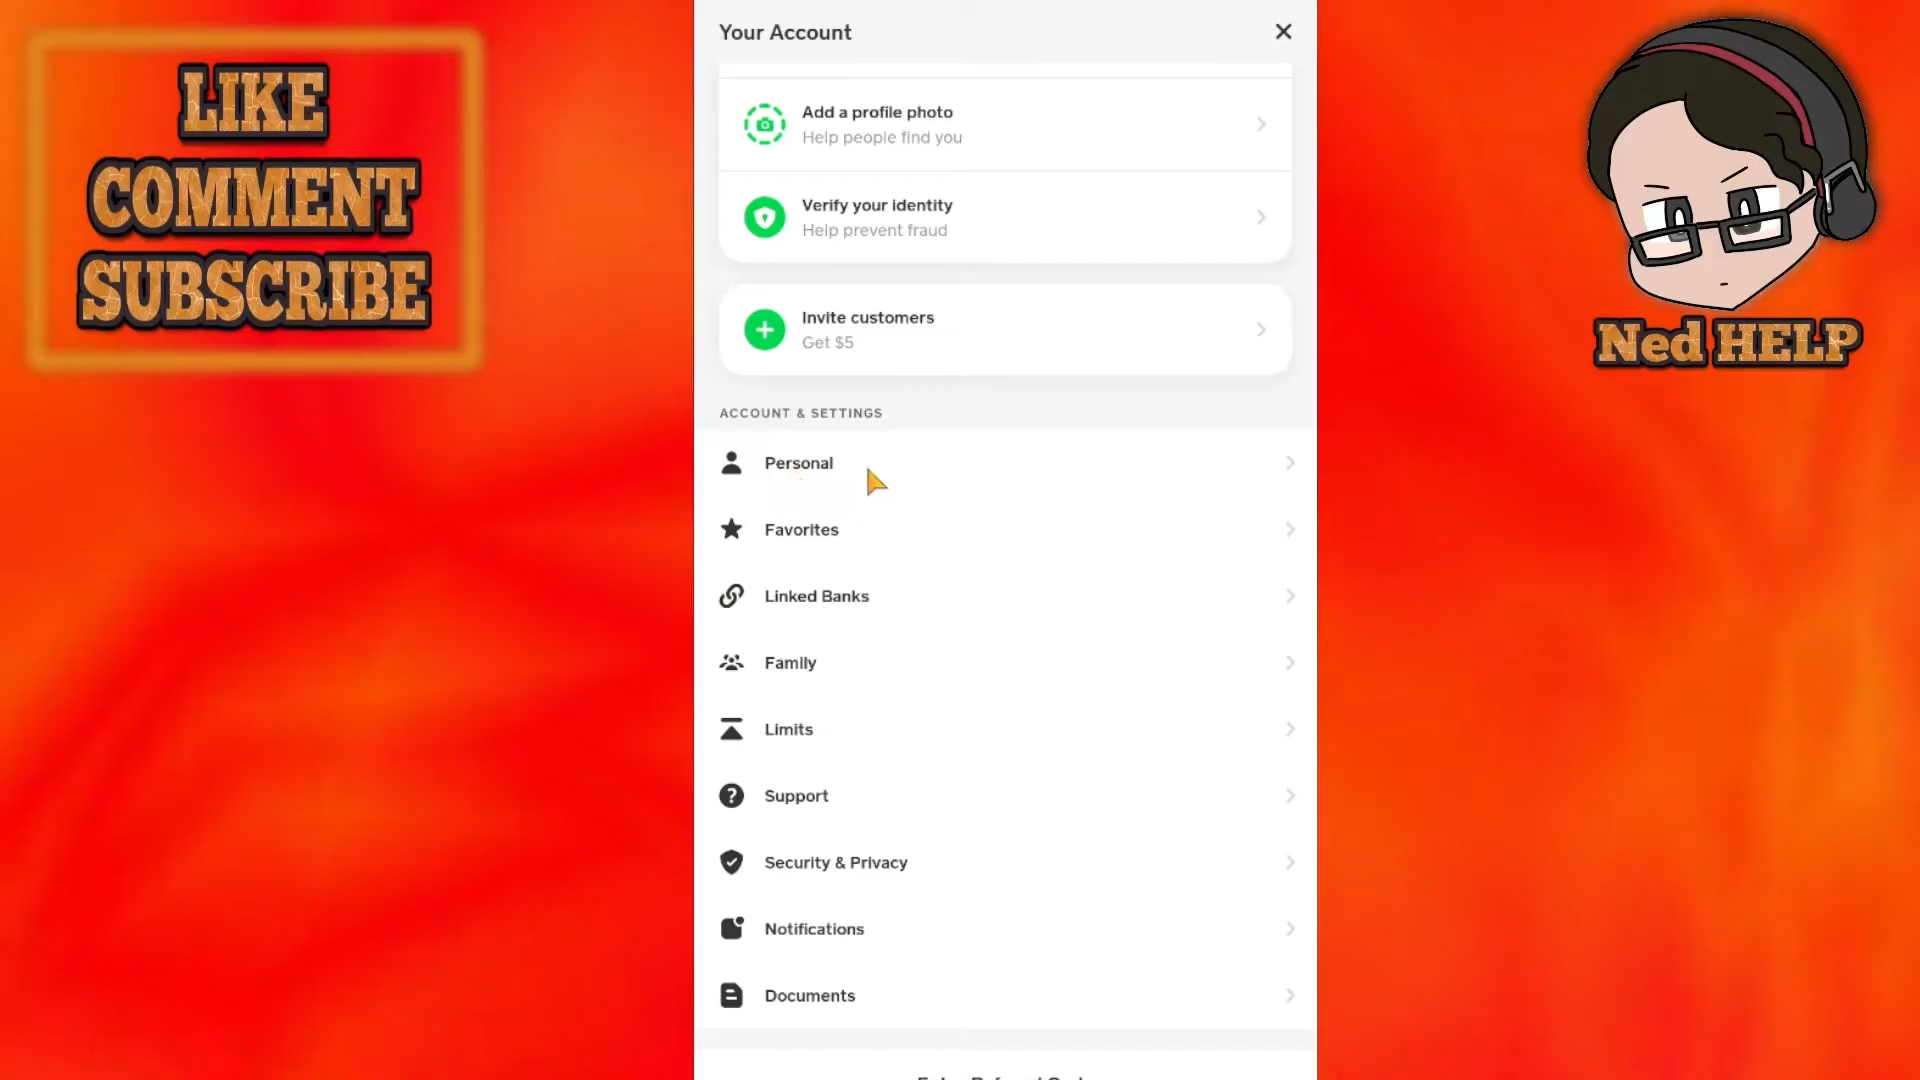 LIKE
COMMENT
SUBSCRIBE
Your Account
Add a profile photo
Help people find you
Verify your identity
Help prevent fraud
Invite customers
Get $5
ACCOUNT & SETTINGS
Personal
Favorites
Linked Banks
Family
Limits
Support
Security & Privacy
Notifications
Documents
Ned HELP